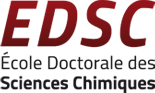 EDSC
École Doctorale des
Sciences Chimiques